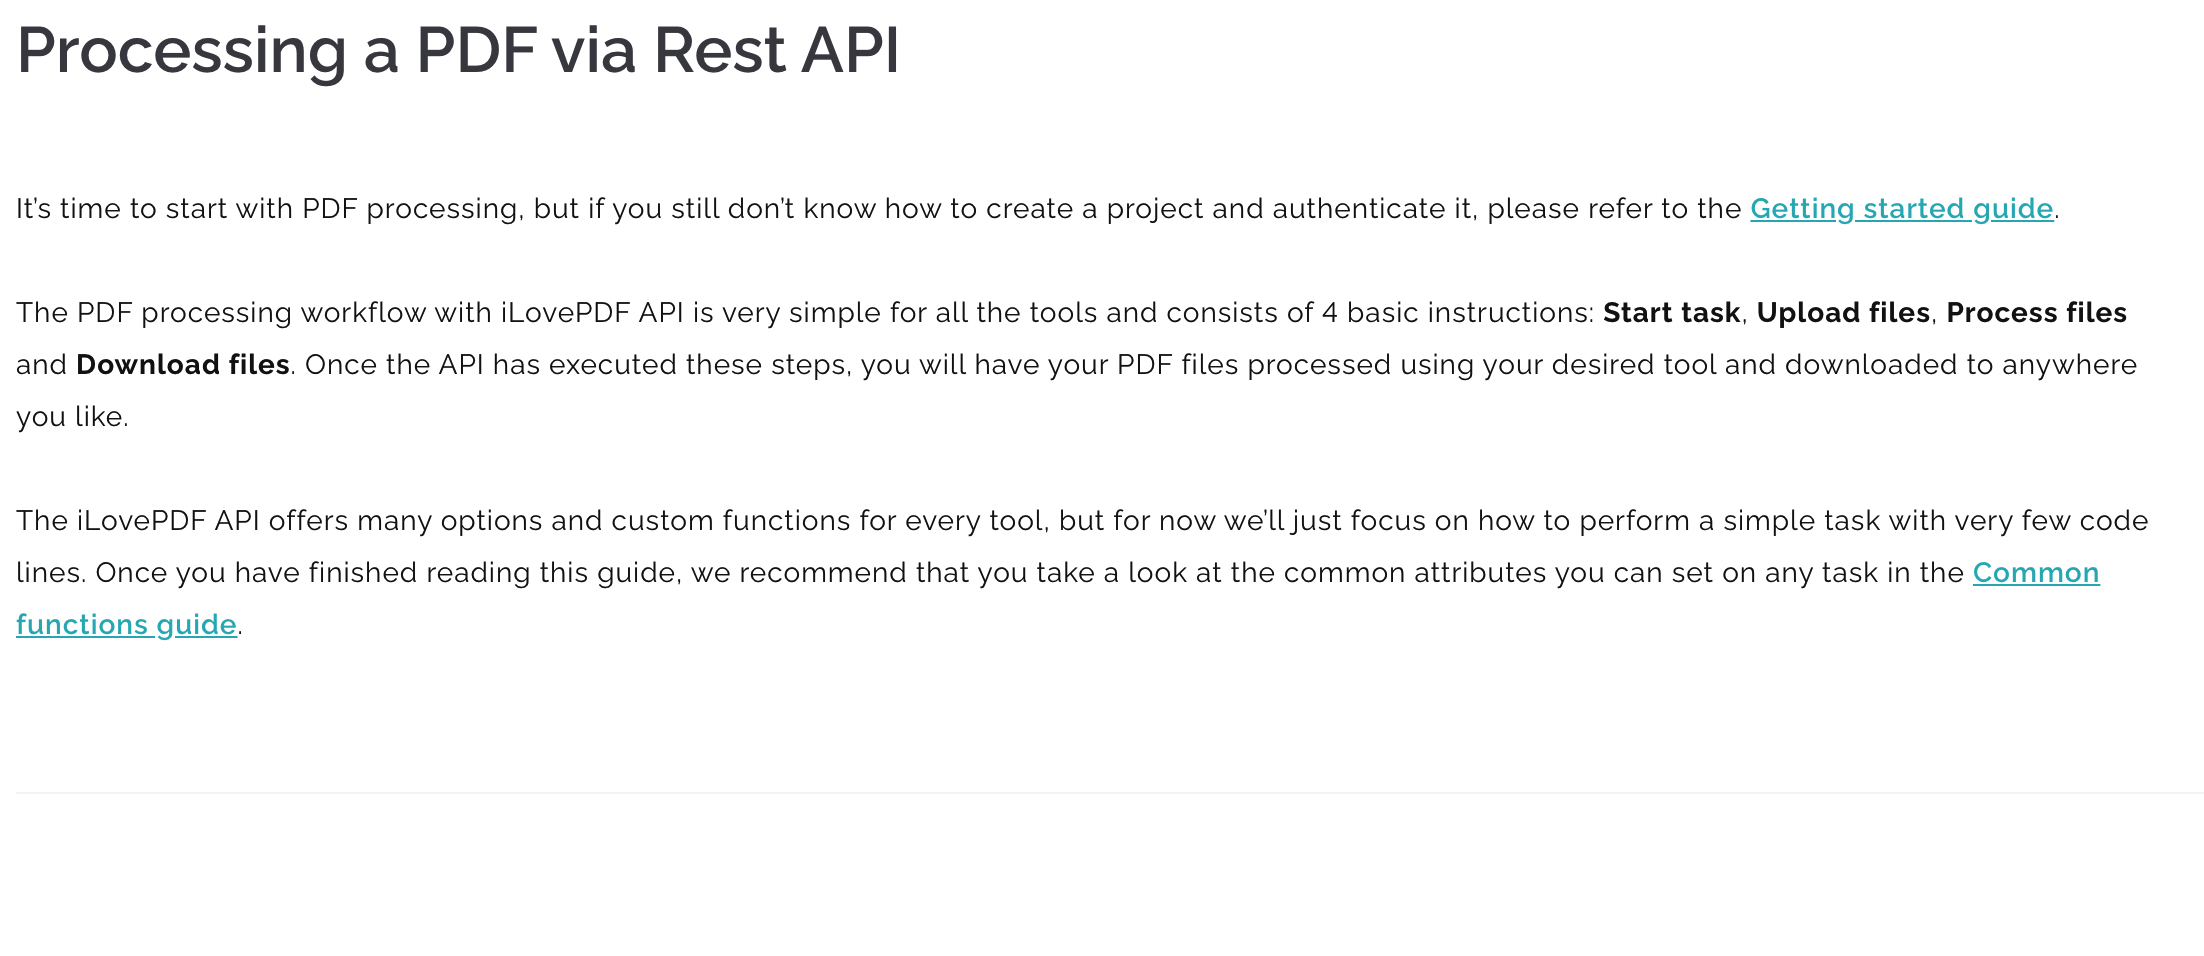 Processing a PDF via Rest API
It’s time to start with PDF processing, but if you still don’t know how to create a project and authenticate it, please refer to the Getting started guide.
The PDF processing workflow with iLovePDF API is very simple for all the tools and consists of 4 basic instructions: Start task, Upload files, Process files
and Download files. Once the API has executed these steps, you will have your PDF files processed using your desired tool and downloaded to anywhere
you like.
The iLovePDF API offers many options and custom functions for every tool, but for now we’ll just focus on how to perform a simple task with very few code
lines. Once you have finished reading this guide, we recommend that you take a look at the common attributes you can set on any task in the Common
functions guide.